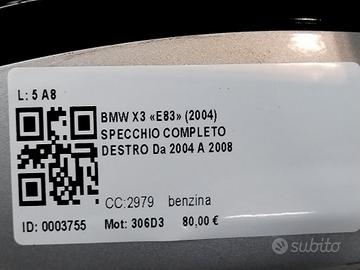 L: 5 A8
BMW X3 «E83» (2004)
SPECCHIO COMPLETO
DESTRO Da 2004 A 2008
CC:2979 benzina
ID: 0003755 Mot: 306D3 80,00 €
subito